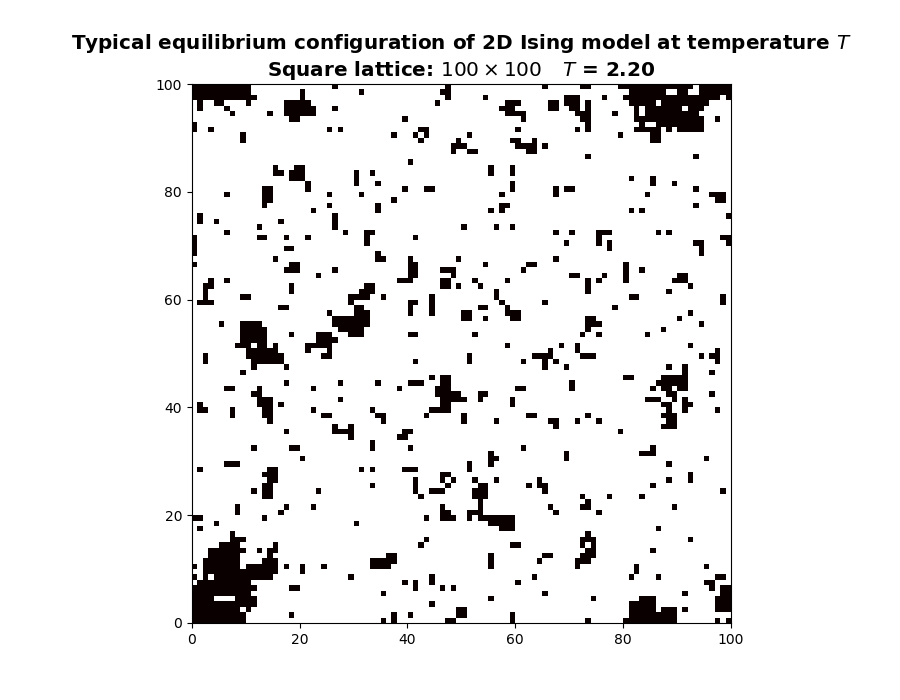 Typical equilibrium configuration of 2D Ising model at temperature T
Square lattice: 100 × 100 T = 2.20
100
80
60
40
20
0
0 20 40 60 80 100